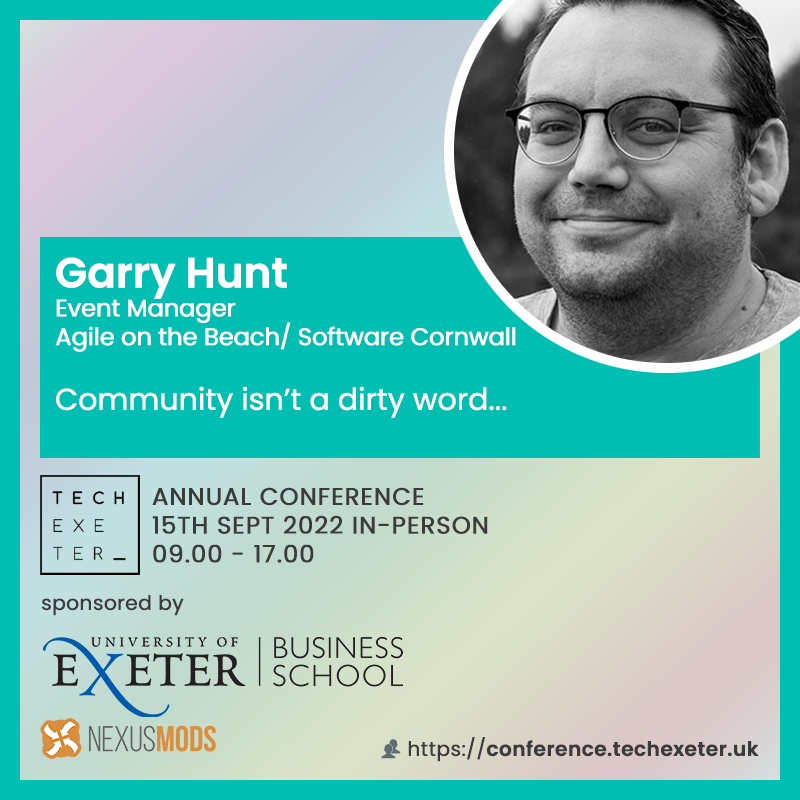 Garry Hunt
Event Manager
Agile on the Beach/ Software Cornwall
Community isn’t a dirty word...
TECH
EXE
TER_
ANNUAL CONFERENCE
15TH SEPT 2022 IN-PERSON
09.00 - 17.00
sponsored by
UNIVERSITY OF
EXETER
BUSINESS
SCHOOL
NEXUSMODS
https://conference.techexeter.uk